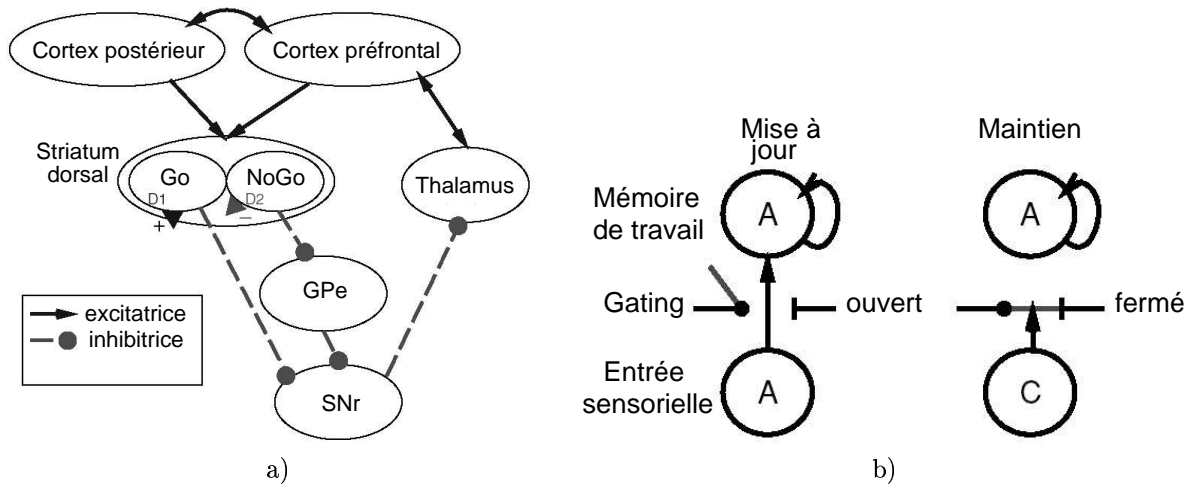 Cortex postérieur
Cortex préfrontal
Striatum
dorsal
Go
NoGo
D1
D2
+
–
Thalamus
GPe
SNr
excitatrice
inhibitrice
a)
Mise à
jour
Maintien
Mémoire
de travail
A
A
Gating
ouvert
fermé
Entrée
sensorielle
A
C
b)